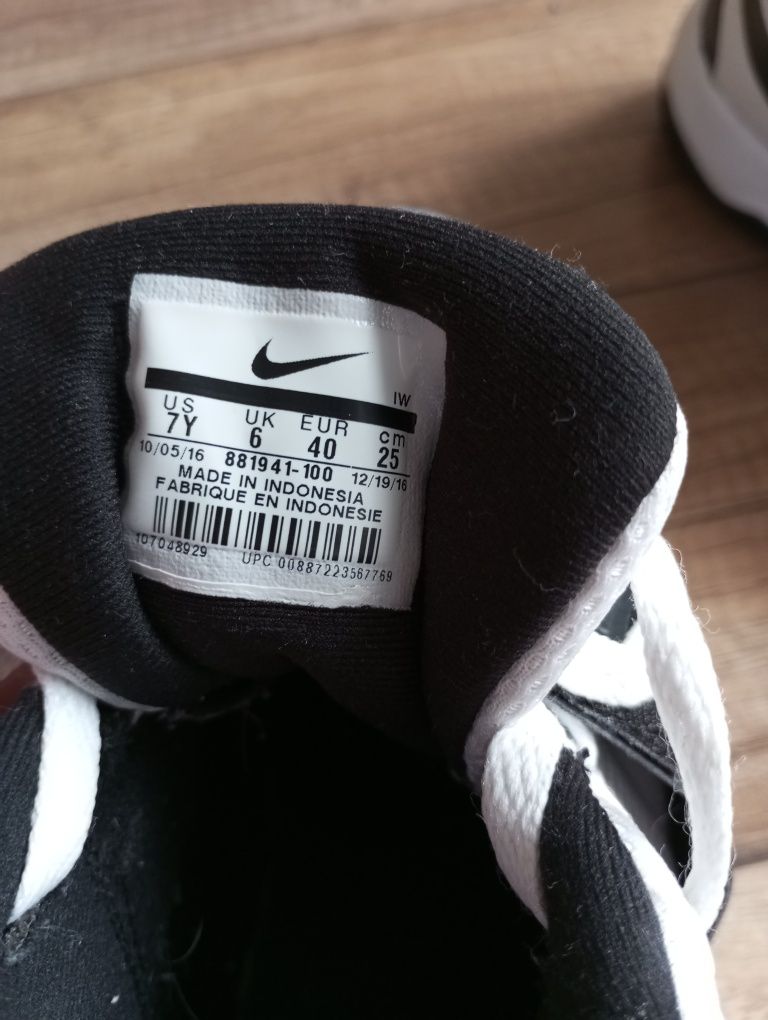 IW
US UK EUR cm
7Y 6 40 25
10/05/16 881941-100 12/19/16
MADE IN INDONESIA
FABRIQUE EN INDONESIE
107048929 UPC 00887223567769